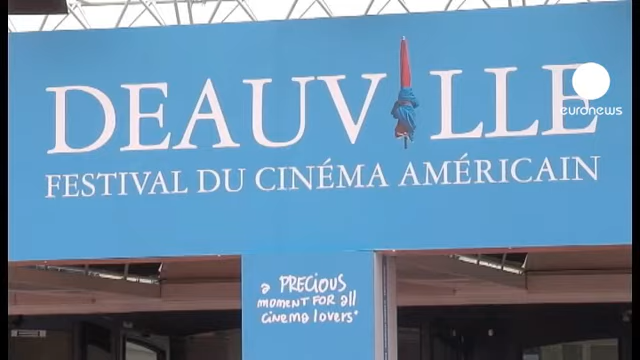 DEAUVILLE
euronews
FESTIVAL DU CINÉMA AMÉRICAIN
a PRECIOUS
moment for all
cinema lovers*